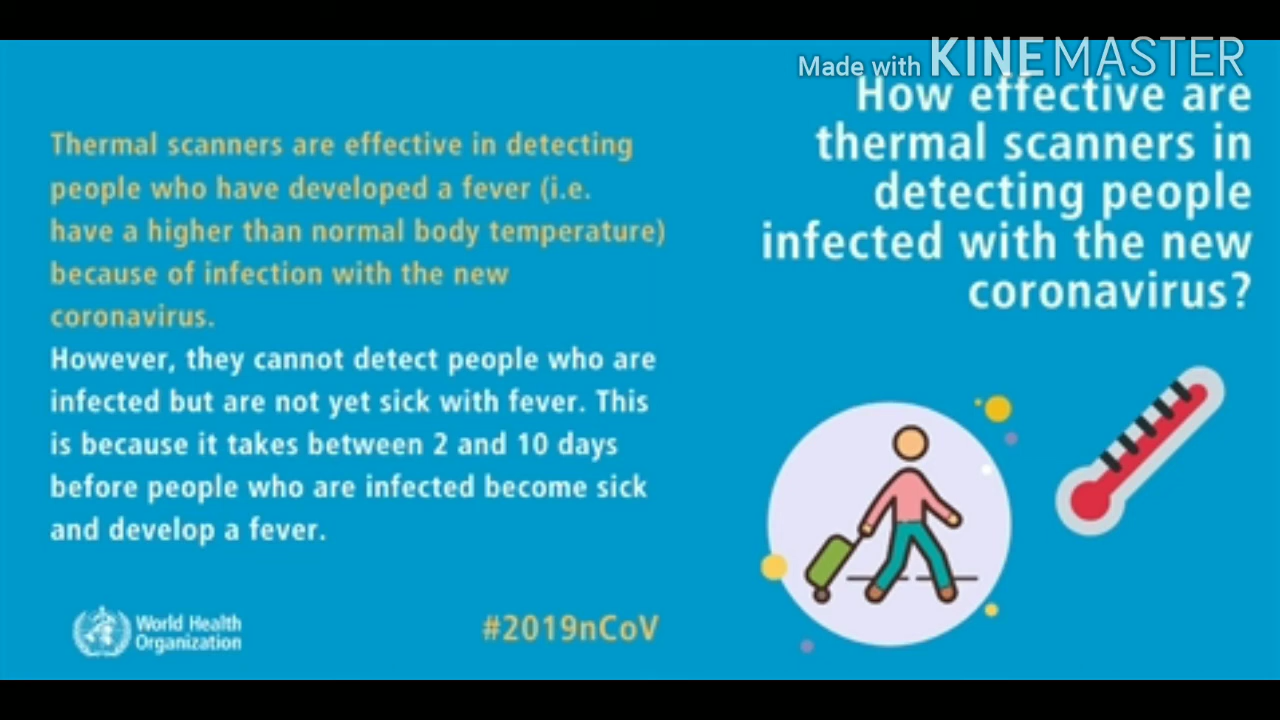 Made with KINEMASTER
How effective are
thermal scanners in
detecting people
infected with the new
coronavirus?
Thermal scanners are effective in detecting
people who have developed a fever (i.e.
have a higher than normal body temperature)
because of infection with the new
coronavirus.
However, they cannot detect people who are
infected but are not yet sick with fever. This
is because it takes between 2 and 10 days
before people who are infected become sick
and develop a fever.
World Health
Organization
#2019nCoV